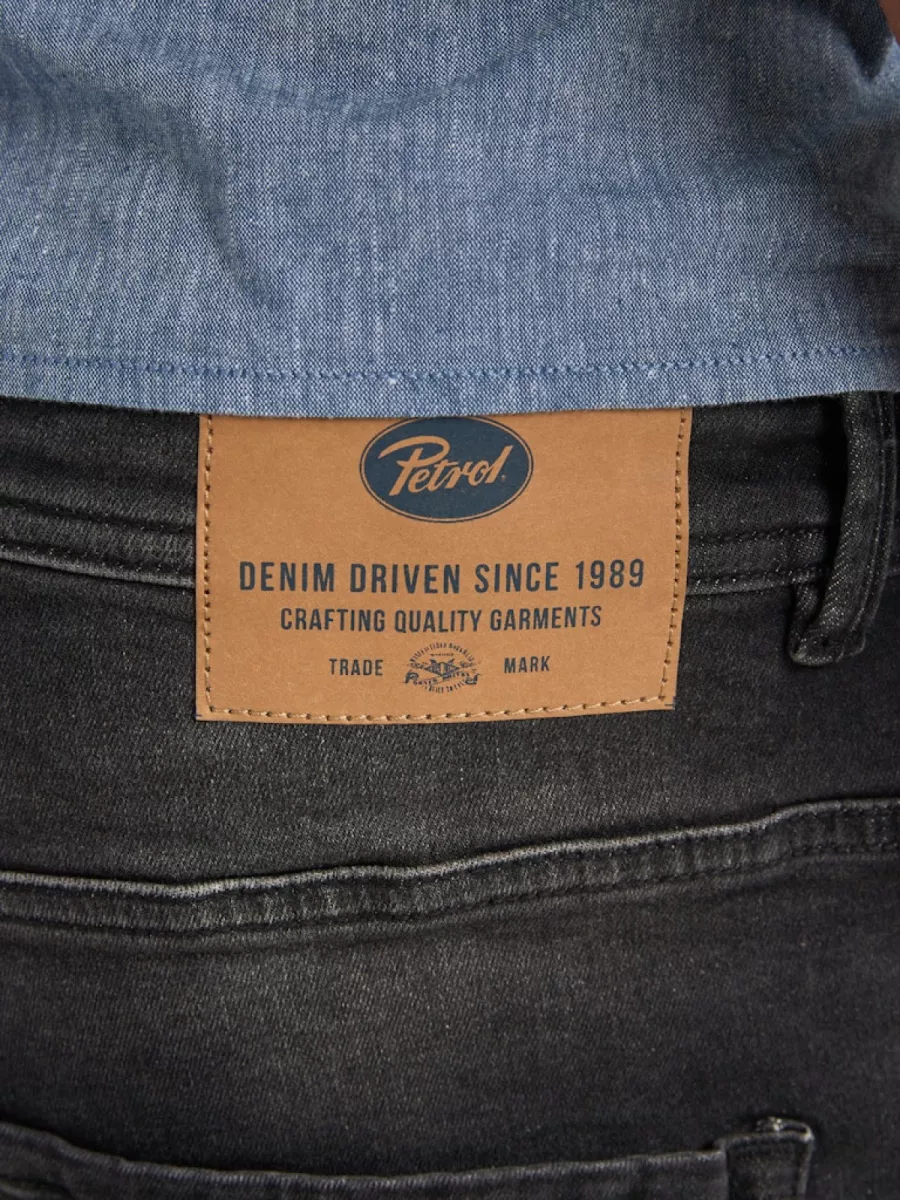 Petrol
DENIM DRIVEN SINCE 1989
CRAFTING QUALITY GARMENTS
TRADE MARK